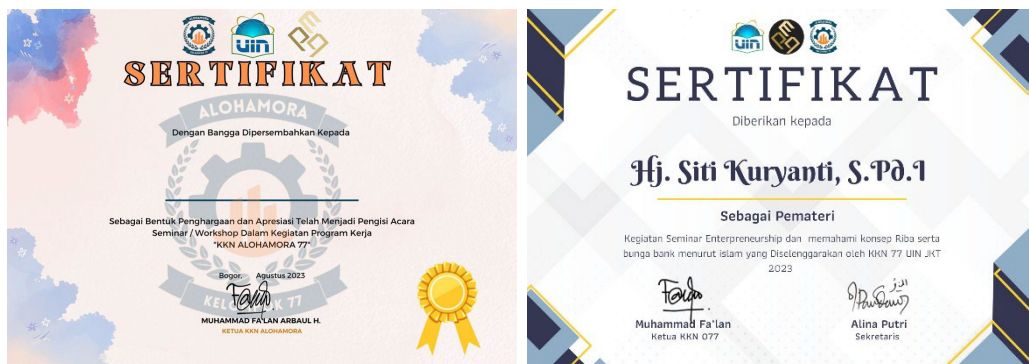 uin
SERTIFIKAT
ALOHAMORA
Dengan Bangga Dipersembahkan Kepada
Sebagai Bentuk Penghargaan dan Apresiasi Telah Menjadi Pengisi Acara
Seminar / Workshop Dalam Kegiatan Program Kerja
"KKN ALOHAMORA 77"
Bogor, Agustus 2023
K 77
MUHAMMAD FA'LAN ARBAUL H.
KETUA KKN ALOHAMORA
uin
SERTIFIKAT
Diberikan kepada
Hj. Siti Kuryanti, S.Pd.I
Sebagai Pemateri
Kegiatan Seminar Enterpreneurship dan memahami konsep Riba serta
bunga bank menurut islam yang Diselenggarakan oleh KKN 77 UIN JKT
2023
Muhammad Fa'lan
Ketua KKN 077
Alina Putri
Sekretaris